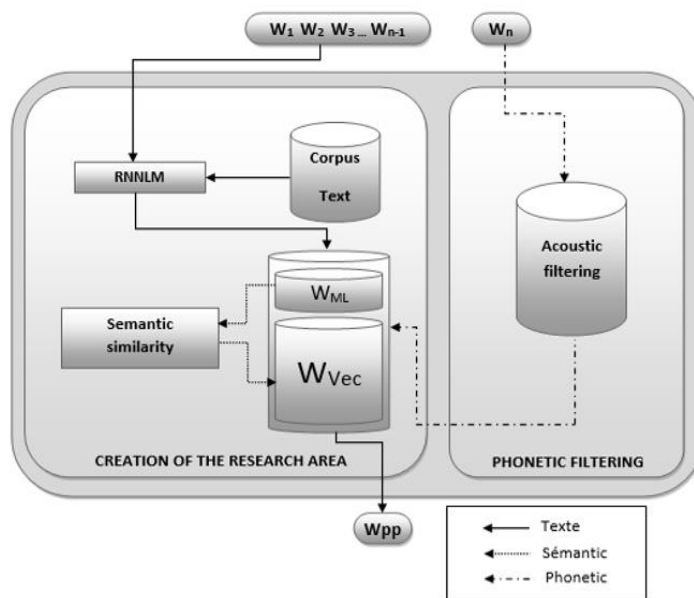 W1 W2 W3 ... Wn-1
Wn
RNNLM
Corpus
Text
Acoustic
filtering
WML
Semantic
similarity
WVec
CREATION OF THE RESEARCH AREA
PHONETIC FILTERING
Wpp
Texte
Sémantic
Phonetic